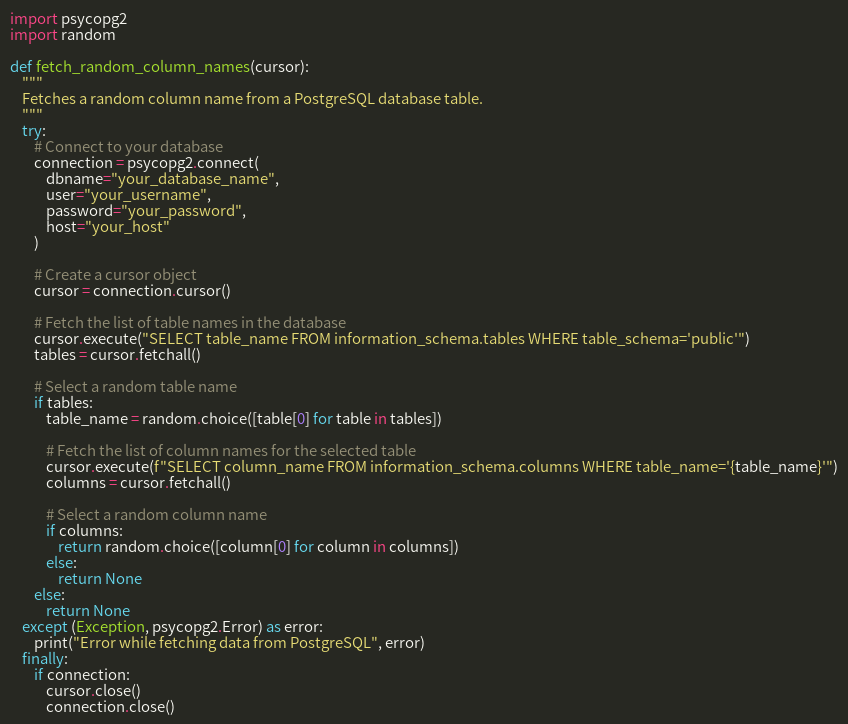 import psycopg2
import random

def fetch_random_column_names(cursor):
    """
    Fetches a random column name from a PostgreSQL database table.
    """
    try:
        # Connect to your database
        connection = psycopg2.connect(
            dbname="your_database_name",
            user="your_username",
            password="your_password",
            host="your_host"
        )

        # Create a cursor object
        cursor = connection.cursor()

        # Fetch the list of table names in the database
        cursor.execute("SELECT table_name FROM information_schema.tables WHERE table_schema='public'")
        tables = cursor.fetchall()

        # Select a random table name
        if tables:
            table_name = random.choice([table[0] for table in tables])

            # Fetch the list of column names for the selected table
            cursor.execute(f"SELECT column_name FROM information_schema.columns WHERE table_name='{table_name}'")
            columns = cursor.fetchall()

            # Select a random column name
            if columns:
                return random.choice([column[0] for column in columns])
            else:
                return None
        else:
            return None
    except (Exception, psycopg2.Error) as error:
        print("Error while fetching data from PostgreSQL", error)
    finally:
        if connection:
            cursor.close()
            connection.close()